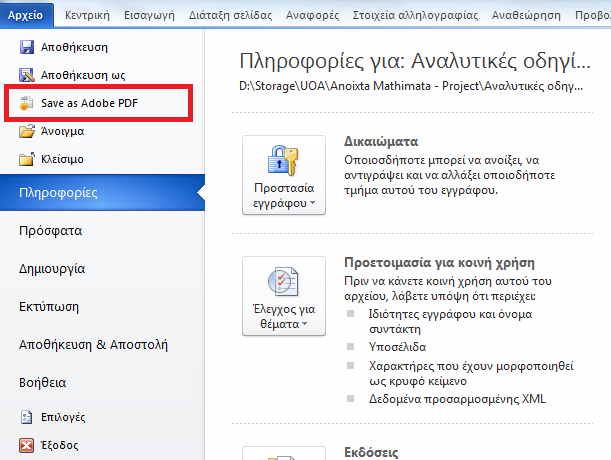 Αρχείο Κεντρική Εισαγωγή Διάταξη σελίδας Αναφορές Στοιχεία αλληλογραφίας Αναθεώρηση Προβο
Αποθήκευση
Αποθήκευση ως
Save as Adobe PDF
Άνοιγμα
Κλείσιμο
Πληροφορίες
Πρόσφατα
Δημιουργία
Εκτύπωση
Αποθήκευση & Αποστολή
Βοήθεια
Επιλογές
Έξοδος
Πληροφορίες για: Αναλυτικές οδηγί...
D:\Storage\UOA\Anoixta Mathimata - Project\Αναλυτικές οδηγ...
Προστασία
εγγράφου
Δικαιώματα
Οποιοσδήποτε μπορεί να ανοίξει, να
αντιγράψει και να αλλάξει οποιοδήποτε
τμήμα αυτού του εγγράφου.
Έλεγχος για
θέματα
Προετοιμασία για κοινή χρήση
Πριν να κάνετε κοινή χρήση αυτού του
αρχείου, λάβετε υπόψη ότι περιέχει:
Ιδιότητες εγγράφου και όνομα
συντάκτη
Υποσέλιδα
Χαρακτήρες που έχουν μορφοποιηθεί
ως κρυφό κείμενο
Δεδομένα προσαρμοσμένης XML
Εκδόσεις